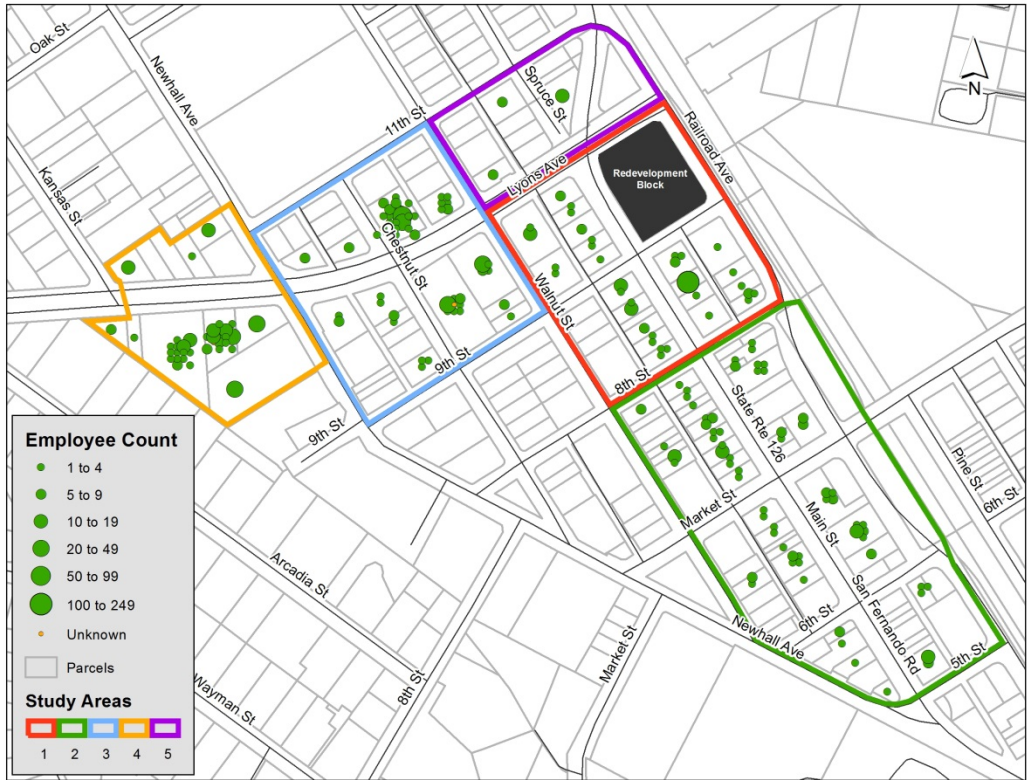 Oak St
Newhall Ave
Kansas St
11th St
Spruce St
Lyons Ave
Railroad Ave
N
Redevelopment
Block
Chestnut St
Walnut St
9th St
8th St
9th St
State Rte 126
Pine St
6th St
Market St
Main St
San Fernando Rd
6th St
5th St
Newhall Ave
Arcadia St
Market St
8th St
Wayman St
Employee Count
1 to 4
5 to 9
10 to 19
20 to 49
50 to 99
100 to 249
Unknown
Parcels
Study Areas
1 2 3 4 5